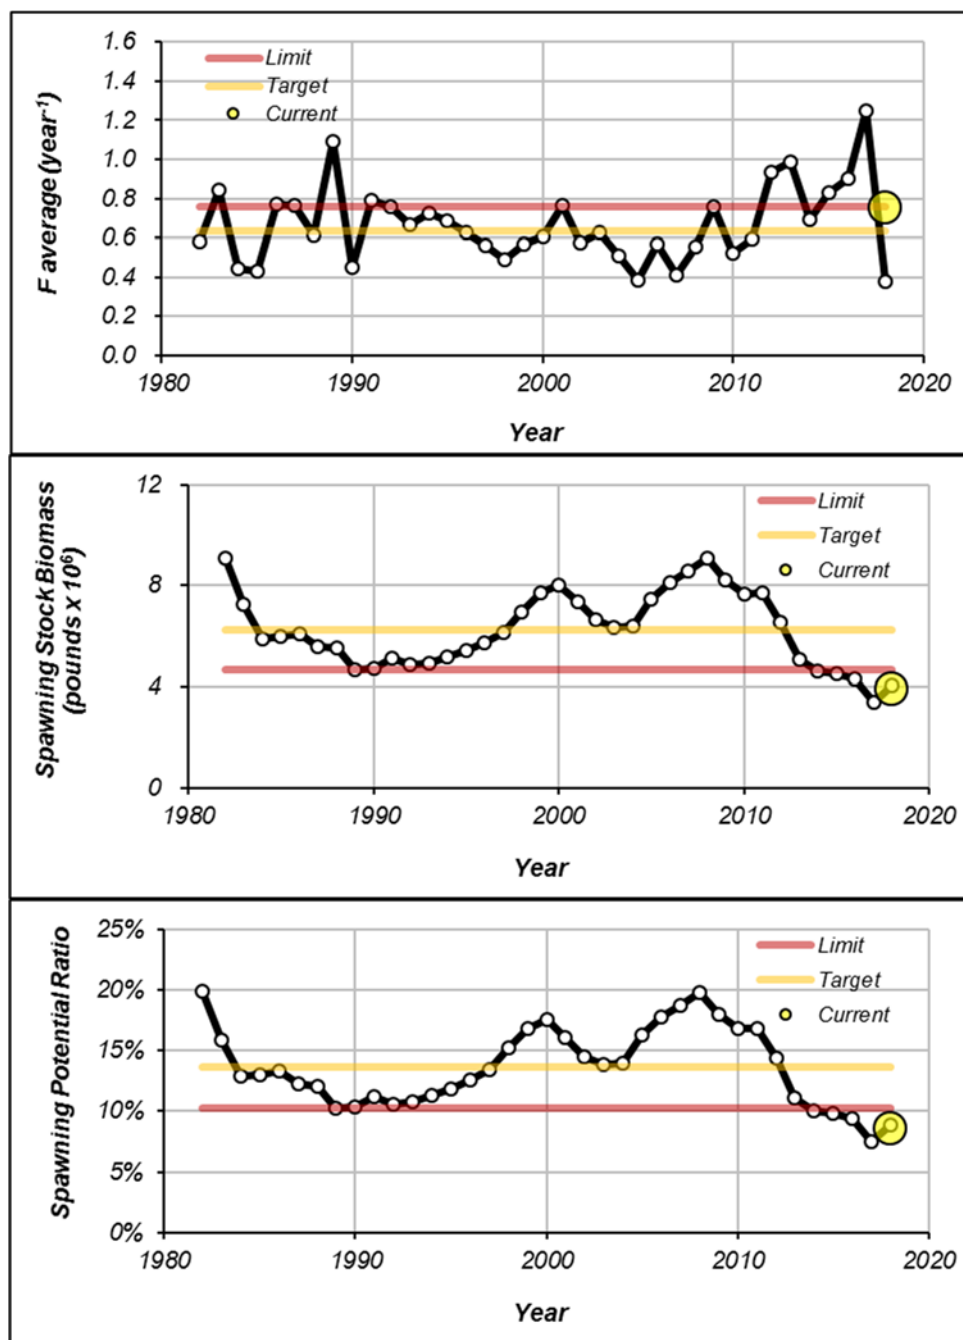 1.6
1.4
1.2
1.0
0.8
0.6
0.4
0.2
0.0
F average (year⁻¹)
Limit
Target
Current
1980 1990 2000 2010 2020
Year
12
8
4
0
Spawning Stock Biomass
(pounds x 10⁶)
Limit
Target
Current
1980 1990 2000 2010 2020
Year
25%
20%
15%
10%
5%
0%
Spawning Potential Ratio
Limit
Target
Current
1980 1990 2000 2010 2020
Year